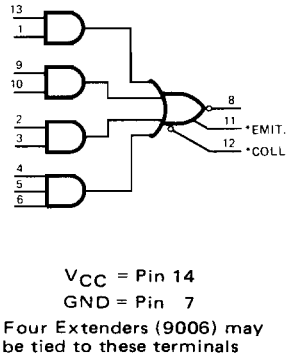 13
1
9
10
2
3
4
5
6
8
11 *EMIT.
12 *COLL
VCC = Pin 14
GND = Pin 7
Four Extenders (9006) may
be tied to these terminals